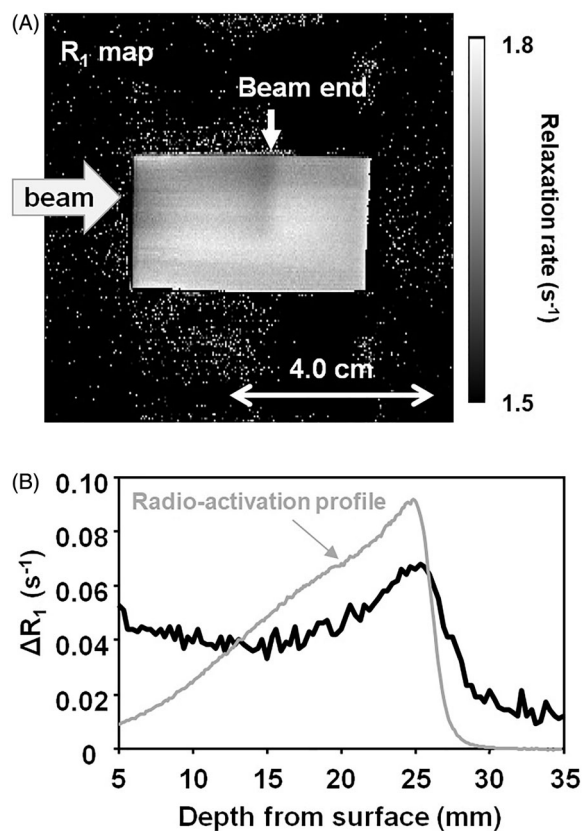 (A)
R₁ map
Beam end
beam
4.0 cm
1.8
Relaxation rate (s⁻¹)
1.5
(B)
0.10
0.08
0.06
0.04
0.02
0
ΔR₁ (s⁻¹)
Radio-activation profile
5 10 15 20 25 30 35
Depth from surface (mm)